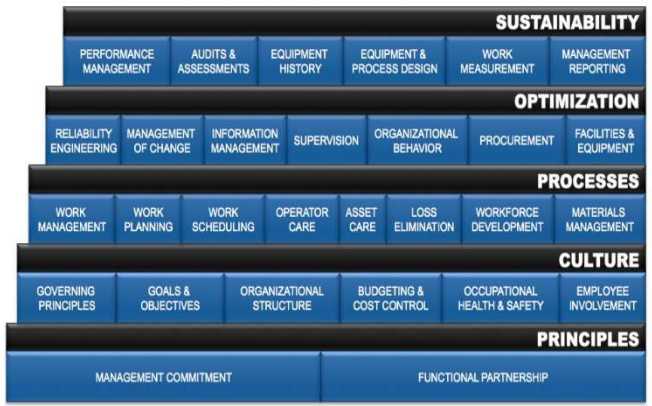 SUSTAINABILITY
PERFORMANCE MANAGEMENT
AUDITS & ASSESSMENTS
EQUIPMENT HISTORY
EQUIPMENT & PROCESS DESIGN
WORK MEASUREMENT
MANAGEMENT REPORTING
OPTIMIZATION
RELIABILITY ENGINEERING
MANAGEMENT OF CHANGE
INFORMATION MANAGEMENT
SUPERVISION
ORGANIZATIONAL BEHAVIOR
PROCUREMENT
FACILITIES & EQUIPMENT
PROCESSES
WORK MANAGEMENT
WORK PLANNING
WORK SCHEDULING
OPERATOR CARE
ASSET CARE
LOSS ELIMINATION
WORKFORCE DEVELOPMENT
MATERIALS MANAGEMENT
CULTURE
GOVERNING PRINCIPLES
GOALS & OBJECTIVES
ORGANIZATIONAL STRUCTURE
BUDGETING & COST CONTROL
OCCUPATIONAL HEALTH & SAFETY
EMPLOYEE INVOLVEMENT
PRINCIPLES
MANAGEMENT COMMITMENT
FUNCTIONAL PARTNERSHIP